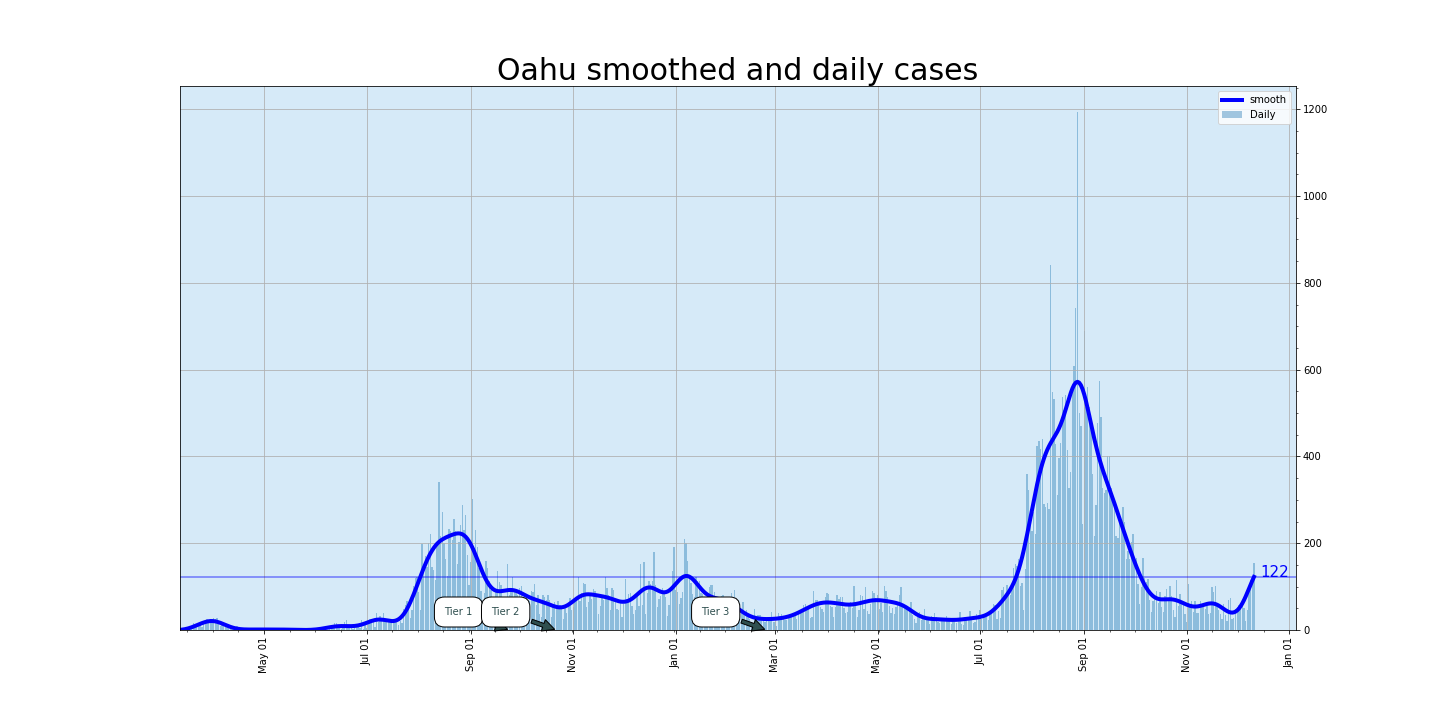 Oahu smoothed and daily cases
smooth
Daily
1200
1000
800
600
400
200
0
122
Tier 1
Tier 2
Tier 3
May 01
Jul 01
Sep 01
Nov 01
Jan 01
Mar 01
May 01
Jul 01
Sep 01
Nov 01
Jan 01